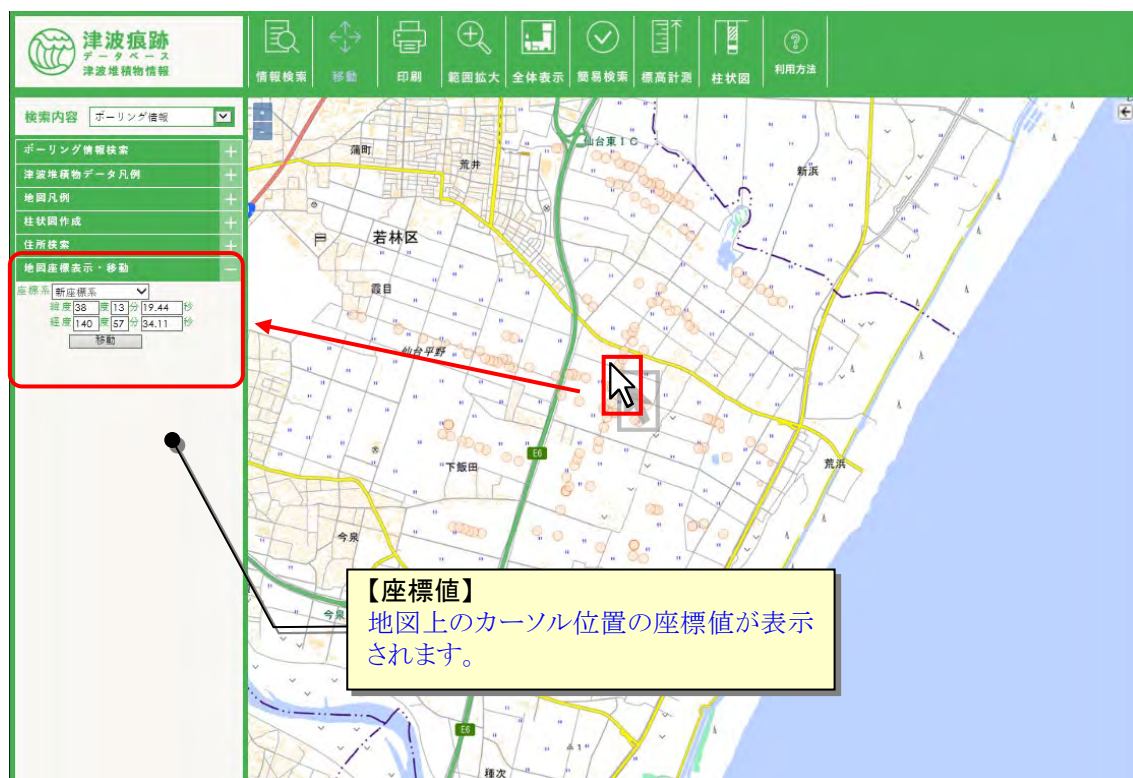 津波痕跡
データベース
津波堆積物情報
情報検索
移動
印刷
範囲拡大
全体表示
簡易検索
標高計測
柱状図
利用方法
検索内容 ボーリング情報
ボーリング情報検索
津波堆積物データ凡例
地図凡例
柱状図作成
住所検索
地図座標表示・移動
座標系 新座標系
緯度 38 度 13 分 19.44 秒
経度 140 度 57 分 34.11 秒
移動
仙台東IC
蒲町
荒井
新浜
若林区
霞目
仙台平野
E6
下飯田
荒浜
今泉
今泉
【座標値】
地図上のカーソル位置の座標値が表示
されます。
E6
種次